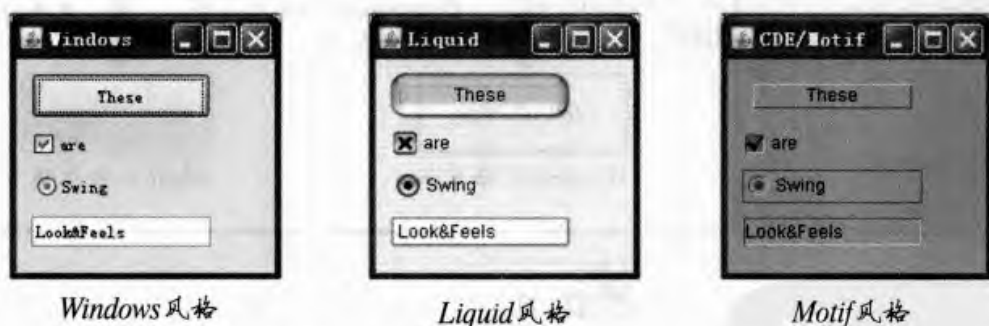 Windows
These
are
Swing
Look&Feels
Windows风格
Liquid
These
are
Swing
Look&Feels
Liquid风格
CDE/Motif
These
are
Swing
Look&Feels
Motif风格